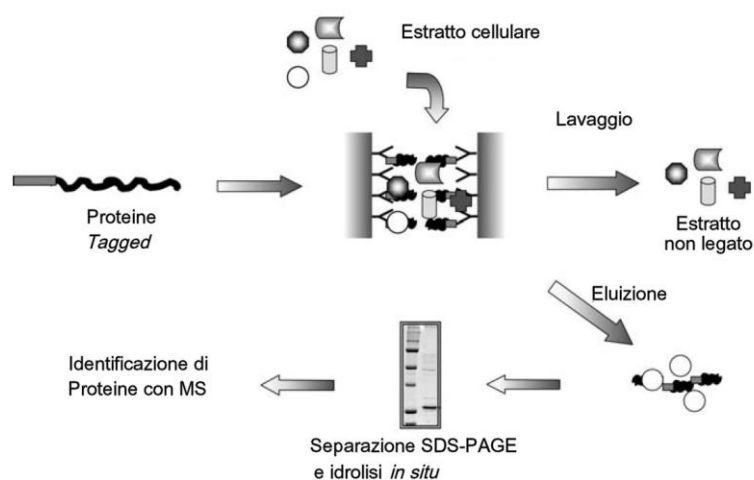 Estratto cellulare
Lavaggio
Proteine
Tagged
Estratto
non legato
Eluizione
Identificazione di
Proteine con MS
Separazione SDS-PAGE
e idrolisi in situ